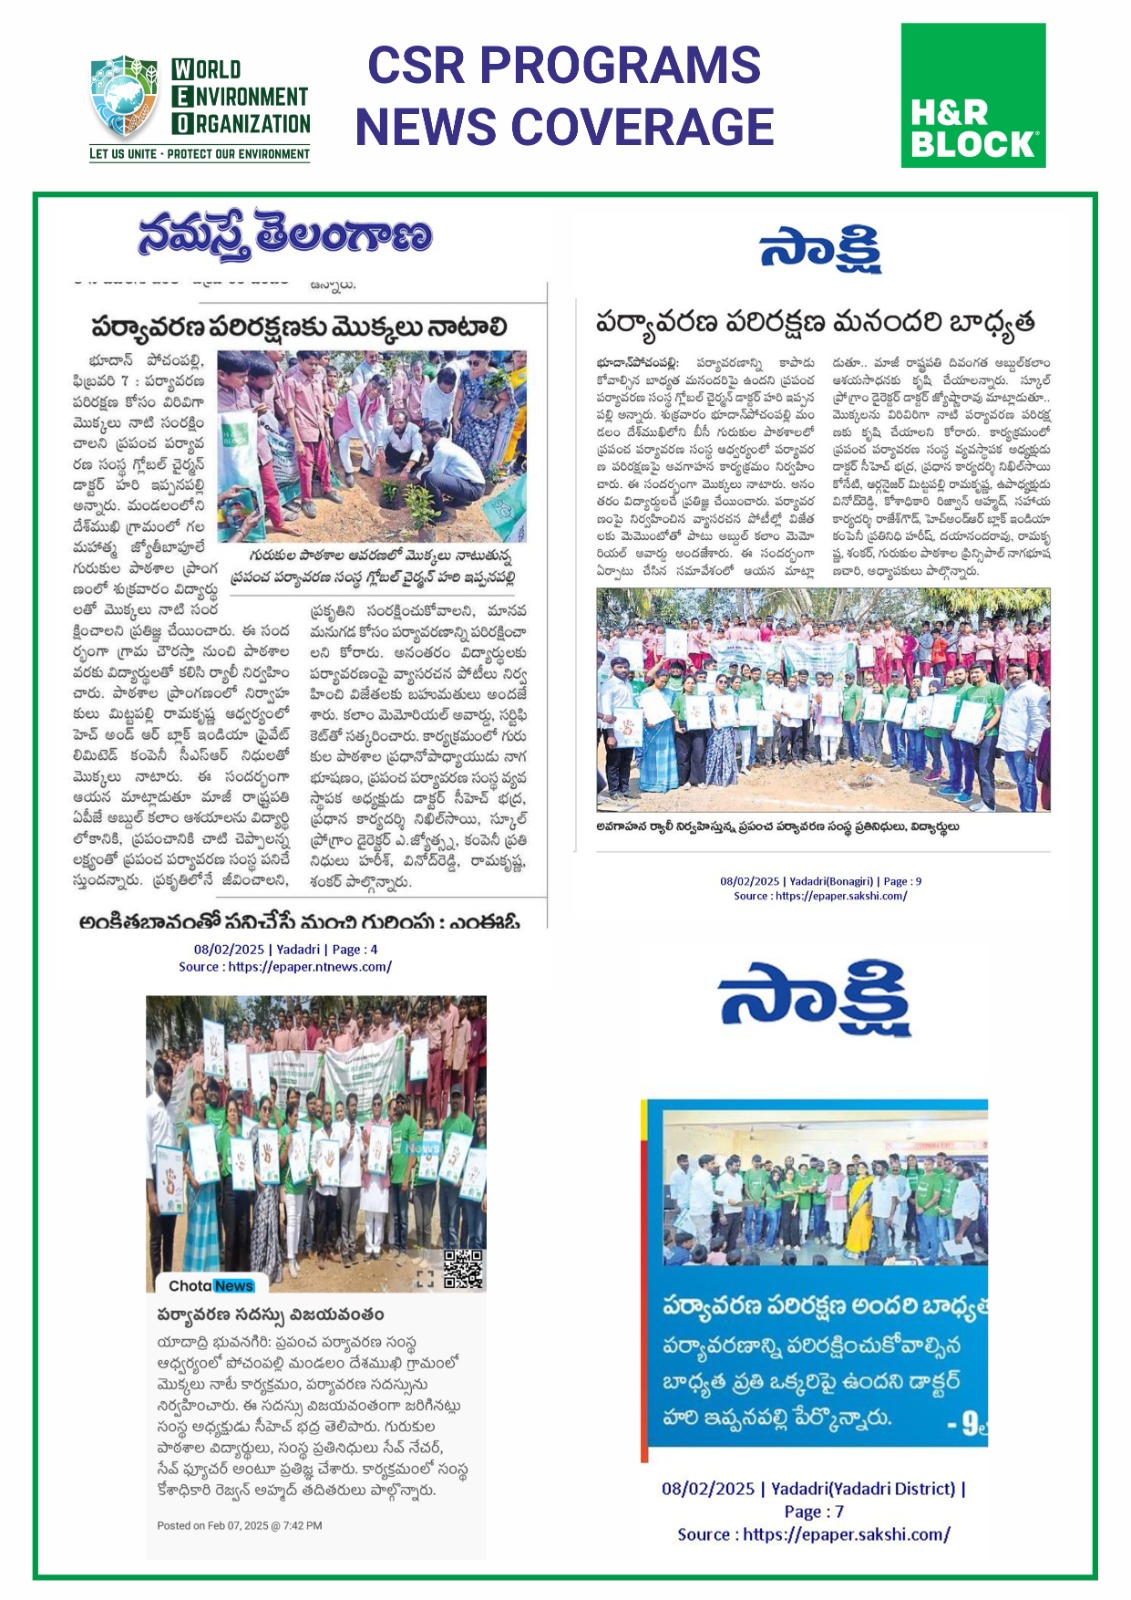 WORLD
ENVIRONMENT
ORGANIZATION
LET US UNITE - PROTECT OUR ENVIRONMENT
CSR PROGRAMS
NEWS COVERAGE
H&R
BLOCK
నమస్తే తెలంగాణ
ఉన్నారు.
పర్యావరణ పరిరక్షణకు మొక్కలు నాటాలి
భూదాన్ పోచంపల్లి,
ఫిబ్రవరి 7 : పర్యావరణ
పరిరక్షణ కోసం విరివిగా
మొక్కలు నాటి సంరక్షిం
చాలని ప్రపంచ పర్యావ
రణ సంస్థ గ్లోబల్ చైర్మన్
డాక్టర్ హరి ఇప్పనపల్లి
అన్నారు. మండలంలోని
దేశ్‌ముఖి గ్రామంలో గల
మహాత్మ జ్యోతీబాపూలే
గురుకుల పాఠశాల ప్రాంగ
ణంలో శుక్రవారం విద్యార్థు
లతో మొక్కలు నాటి సంర
క్షించాలని ప్రతిజ్ఞ చేయించారు. ఈ సంద
ర్భంగా గ్రామ చౌరస్తా నుంచి పాఠశాల
వరకు విద్యార్థులతో కలిసి ర్యాలీ నిర్వహిం
చారు. పాఠశాల ప్రాంగణంలో నిర్వాహ
కులు మిట్టపల్లి రామకృష్ణ ఆధ్వర్యంలో
హెచ్ అండ్ ఆర్ బ్లాక్ ఇండియా ప్రైవేట్
లిమిటెడ్ కంపెనీ సీఎస్ఆర్ నిధులతో
మొక్కలు నాటారు. ఈ సందర్భంగా
ఆయన మాట్లాడుతూ మాజీ రాష్ట్రపతి
ఏపీజే అబ్దుల్ కలాం ఆశయాలను విద్యార్థి
లోకానికి, ప్రపంచానికి చాటి చెప్పాలన్న
లక్ష్యంతో ప్రపంచ పర్యావరణ సంస్థ పనిచే
స్తుందన్నారు. ప్రకృతిలోనే జీవించాలని,
గురుకుల పాఠశాల ఆవరణలో మొక్కలు నాటుతున్న
ప్రపంచ పర్యావరణ సంస్థ గ్లోబల్ చైర్మన్ హరి ఇప్పనపల్లి
ప్రకృతిని సంరక్షించుకోవాలని, మానవ
మనుగడ కోసం పర్యావరణాన్ని పరిరక్షించా
లని కోరారు. అనంతరం విద్యార్థులకు
పర్యావరణంపై వ్యాసరచన పోటీలు నిర్వ
హించి విజేతలకు బహుమతులు అందజే
శారు. కలాం మెమోరియల్ అవార్డు, సర్టిఫి
కెట్‌తో సత్కరించారు. కార్యక్రమంలో గురు
కుల పాఠశాల ప్రధానోపాధ్యాయుడు నాగ
భూషణం, ప్రపంచ పర్యావరణ సంస్థ వ్యవ
స్థాపక అధ్యక్షుడు డాక్టర్ సీహెచ్ భద్ర,
ప్రధాన కార్యదర్శి నిఖిల్‌సాయి, స్కూల్
ప్రోగ్రాం డైరెక్టర్ ఎ.జ్యోత్స్న, కంపెనీ ప్రతి
నిధులు హరీశ్, వినోద్‌రెడ్డి, రామకృష్ణ,
శంకర్ పాల్గొన్నారు.
అంకితభావంతో పనిచేస్తే మంచి గుర్తింపు : ఎంఈఓ
08/02/2025 | Yadadri | Page : 4
Source : https://epaper.ntnews.com/
సాక్షి
పర్యావరణ పరిరక్షణ మనందరి బాధ్యత
భూదాన్‌పోచంపల్లి: పర్యావరణాన్ని కాపాడు
కోవాల్సిన బాధ్యత మనందరిపై ఉందని ప్రపంచ
పర్యావరణ సంస్థ గ్లోబల్ చైర్మన్ డాక్టర్ హరి ఇప్పన
పల్లి అన్నారు. శుక్రవారం భూదాన్‌పోచంపల్లి మం
డలం దేశ్‌ముఖిలోని బీసీ గురుకుల పాఠశాలలో
ప్రపంచ పర్యావరణ సంస్థ ఆధ్వర్యంలో పర్యావర
ణ పరిరక్షణపై అవగాహన కార్యక్రమం నిర్వహిం
చారు. ఈ సందర్భంగా మొక్కలు నాటారు. అనం
తరం విద్యార్థులచే ప్రతిజ్ఞ చేయించారు. పర్యావర
ణంపై నిర్వహించిన వ్యాసరచన పోటీల్లో విజేత
లకు మెమొంటోతో పాటు అబ్దుల్ కలాం మెమో
రియల్ అవార్డు అందజేశారు. ఈ సందర్భంగా
ఏర్పాటు చేసిన సమావేశంలో ఆయన మాట్లా
డుతూ.. మాజీ రాష్ట్రపతి దివంగత అబ్దుల్‌కలాం
ఆశయసాధనకు కృషి చేయాలన్నారు. స్కూల్
ప్రోగ్రాం డైరెక్టర్ డాక్టర్ జ్యోష్ణారావు మాట్లాడుతూ..
మొక్కలను విరివిరిగా నాటి పర్యావరణ పరిరక్ష
ణకు కృషి చేయాలని కోరారు. కార్యక్రమంలో
ప్రపంచ పర్యావరణ సంస్థ వ్యవస్థాపక అధ్యక్షుడు
డాక్టర్ సీహెచ్ భద్ర, ప్రధాన కార్యదర్శి నిఖిల్‌సాయి
కోనేటి, ఆర్గనైజర్ మిట్టపల్లి రామకృష్ణ, ఉపాధ్యక్షుడు
వినోద్‌రెడ్డి, కోశాధికారి రిజ్వాన్ ఆహ్మద్, సహాయ
కార్యదర్శి రాజేశ్‌గౌడ్, హెచ్‌అండ్‌ఆర్ బ్లాక్ ఇండియా
కంపెనీ ప్రతినిధి హరీష్, దయానందరావు, రామకృ
ష్ణ, శంకర్, గురుకుల పాఠశాల ప్రిన్సిపాల్ నాగభూష
ణచారి, అధ్యాపకులు పాల్గొన్నారు.
అవగాహన ర్యాలీ నిర్వహిస్తున్న ప్రపంచ పర్యావరణ సంస్థ ప్రతినిధులు, విద్యార్థులు
08/02/2025 | Yadadri(Bonagiri) | Page : 9
Source : https://epaper.sakshi.com/
News
Chota News
పర్యావరణ సదస్సు విజయవంతం
యాదాద్రి భువనగిరి: ప్రపంచ పర్యావరణ సంస్థ
ఆధ్వర్యంలో పోచంపల్లి మండలం దేశముఖి గ్రామంలో
మొక్కలు నాటే కార్యక్రమం, పర్యావరణ సదస్సును
నిర్వహించారు. ఈ సదస్సు విజయవంతంగా జరిగినట్లు
సంస్థ అధ్యక్షుడు సీహెచ్ భద్ర తెలిపారు. గురుకుల
పాఠశాల విద్యార్థులు, సంస్థ ప్రతినిధులు సేవ్ నేచర్,
సేవ్ ఫ్యూచర్ అంటూ ప్రతిజ్ఞ చేశారు. కార్యక్రమంలో సంస్థ
కోశాధికారి రెజ్వన్ అహ్మద్ తదితరులు పాల్గొన్నారు.
Posted on Feb 07, 2025 @ 7:42 PM
సాక్షి
పర్యావరణ పరిరక్షణ అందరి బాధ్యత
పర్యావరణాన్ని పరిరక్షించుకోవాల్సిన
బాధ్యత ప్రతి ఒక్కరిపై ఉందని డాక్టర్
హరి ఇప్పనపల్లి పేర్కొన్నారు.
- 9లో
08/02/2025 | Yadadri(Yadadri District) |
Page : 7
Source : https://epaper.sakshi.com/